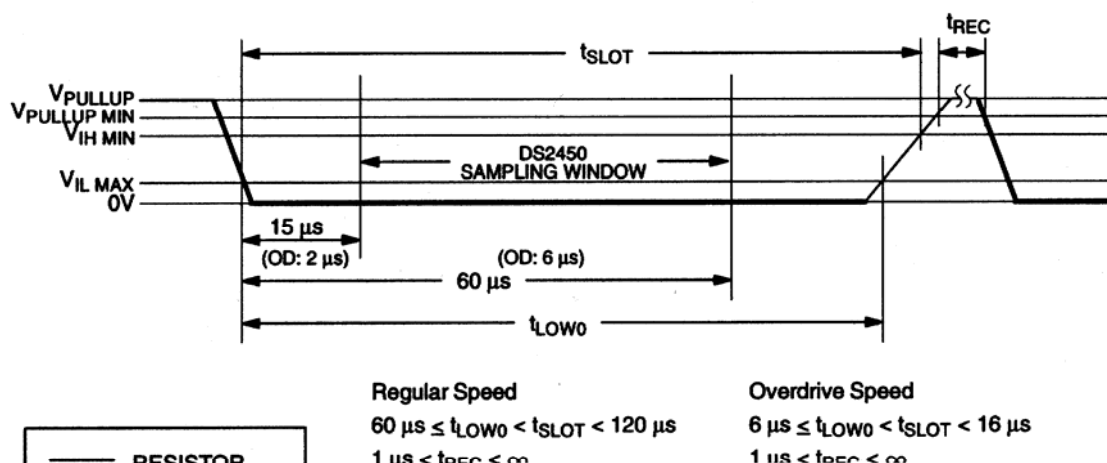 tREC
tSLOT
VPULLUP
VPULLUP MIN
VIH MIN
DS2450
SAMPLING WINDOW
VIL MAX
0V
15 µs
(OD: 2 µs)
(OD: 6 µs)
60 µs
tLOW0
Regular Speed
Overdrive Speed
60 µs ≤ tLOW0 < tSLOT < 120 µs
6 µs ≤ tLOW0 < tSLOT < 16 µs
RESISTOR
1 µs ≤ tREC < ∞
1 µs ≤ tREC < ∞